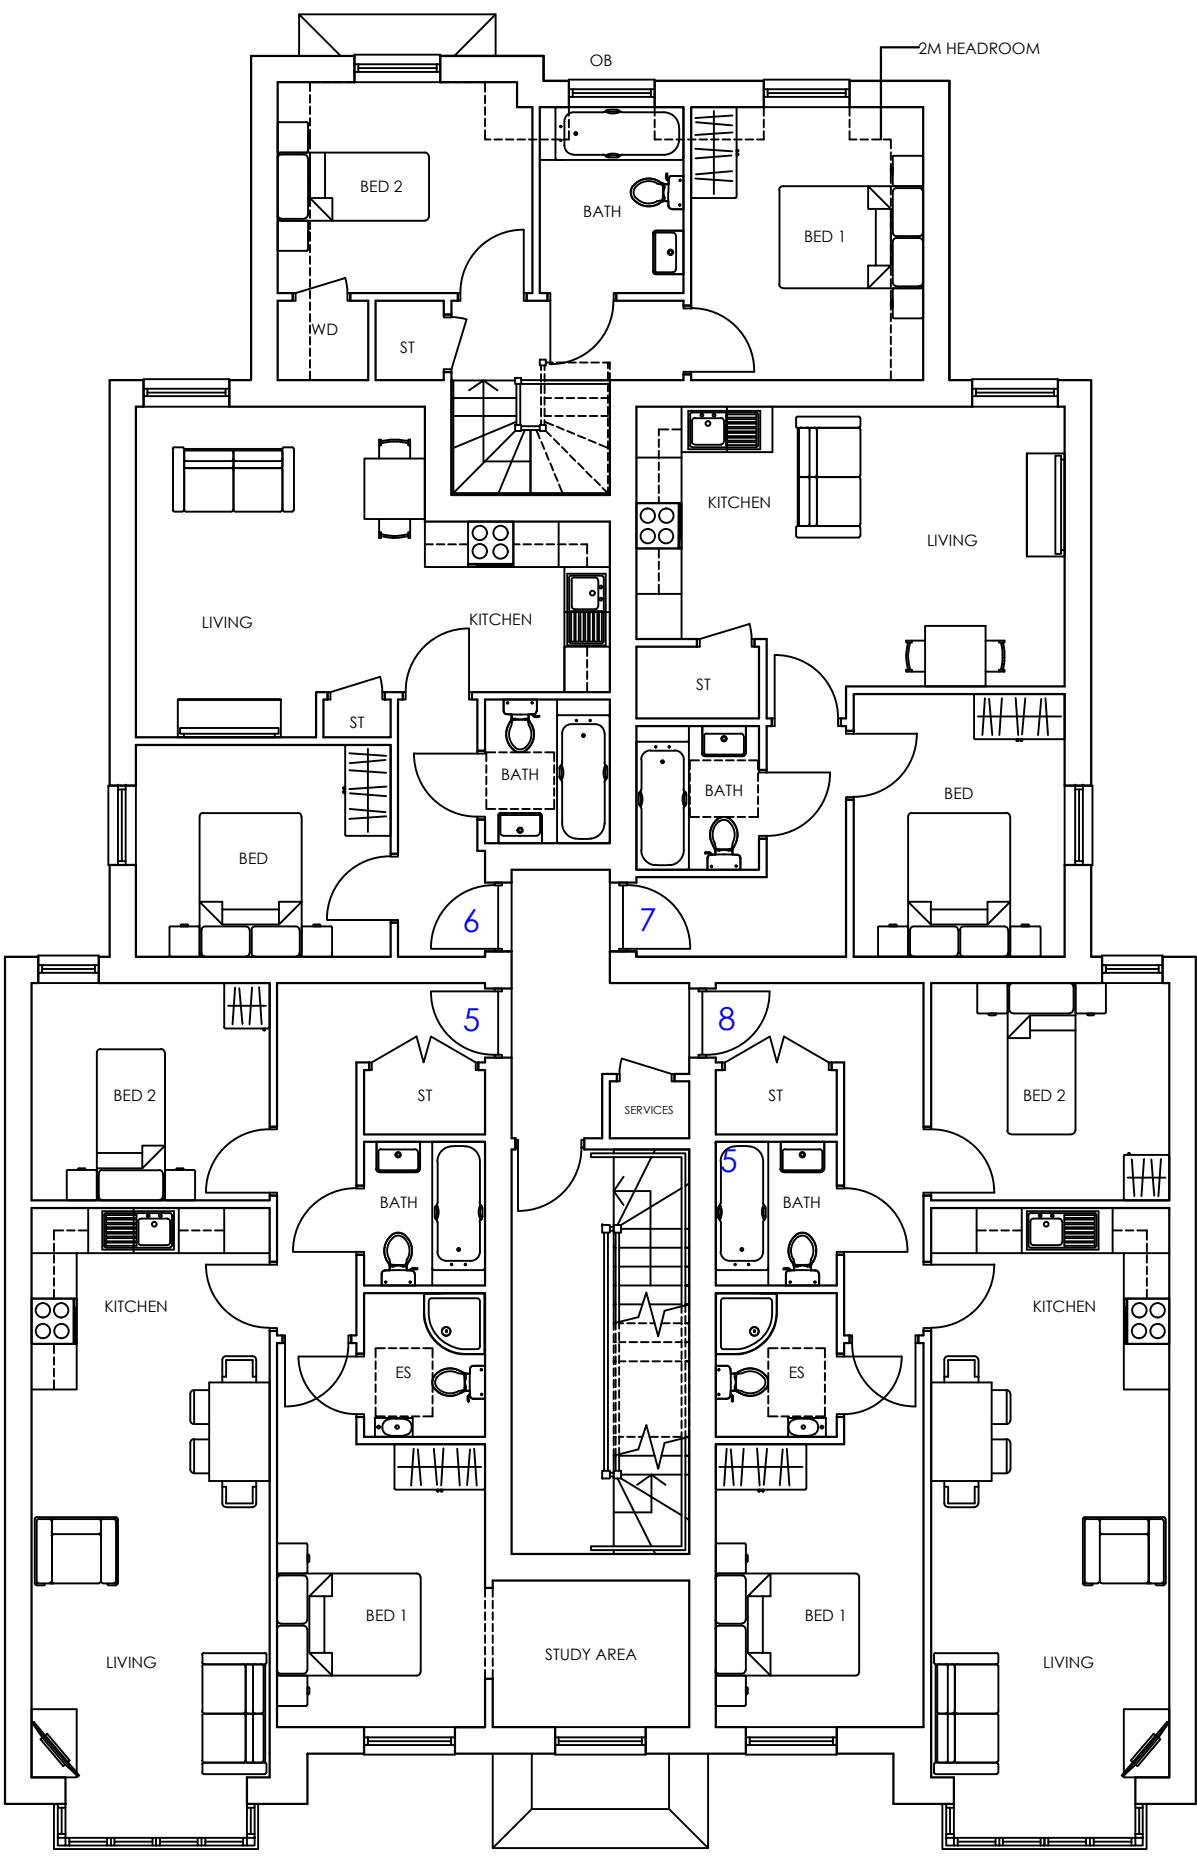 2M HEADROOM
OB
BED 2
BATH
BED 1
WD
ST
KITCHEN
LIVING
LIVING
KITCHEN
ST
ST
BATH
BATH
BED
BED
6
7
5
8
BED 2
ST
SERVICES
ST
BED 2
5
BATH
BATH
KITCHEN
KITCHEN
ES
ES
BED 1
BED 1
STUDY AREA
LIVING
LIVING